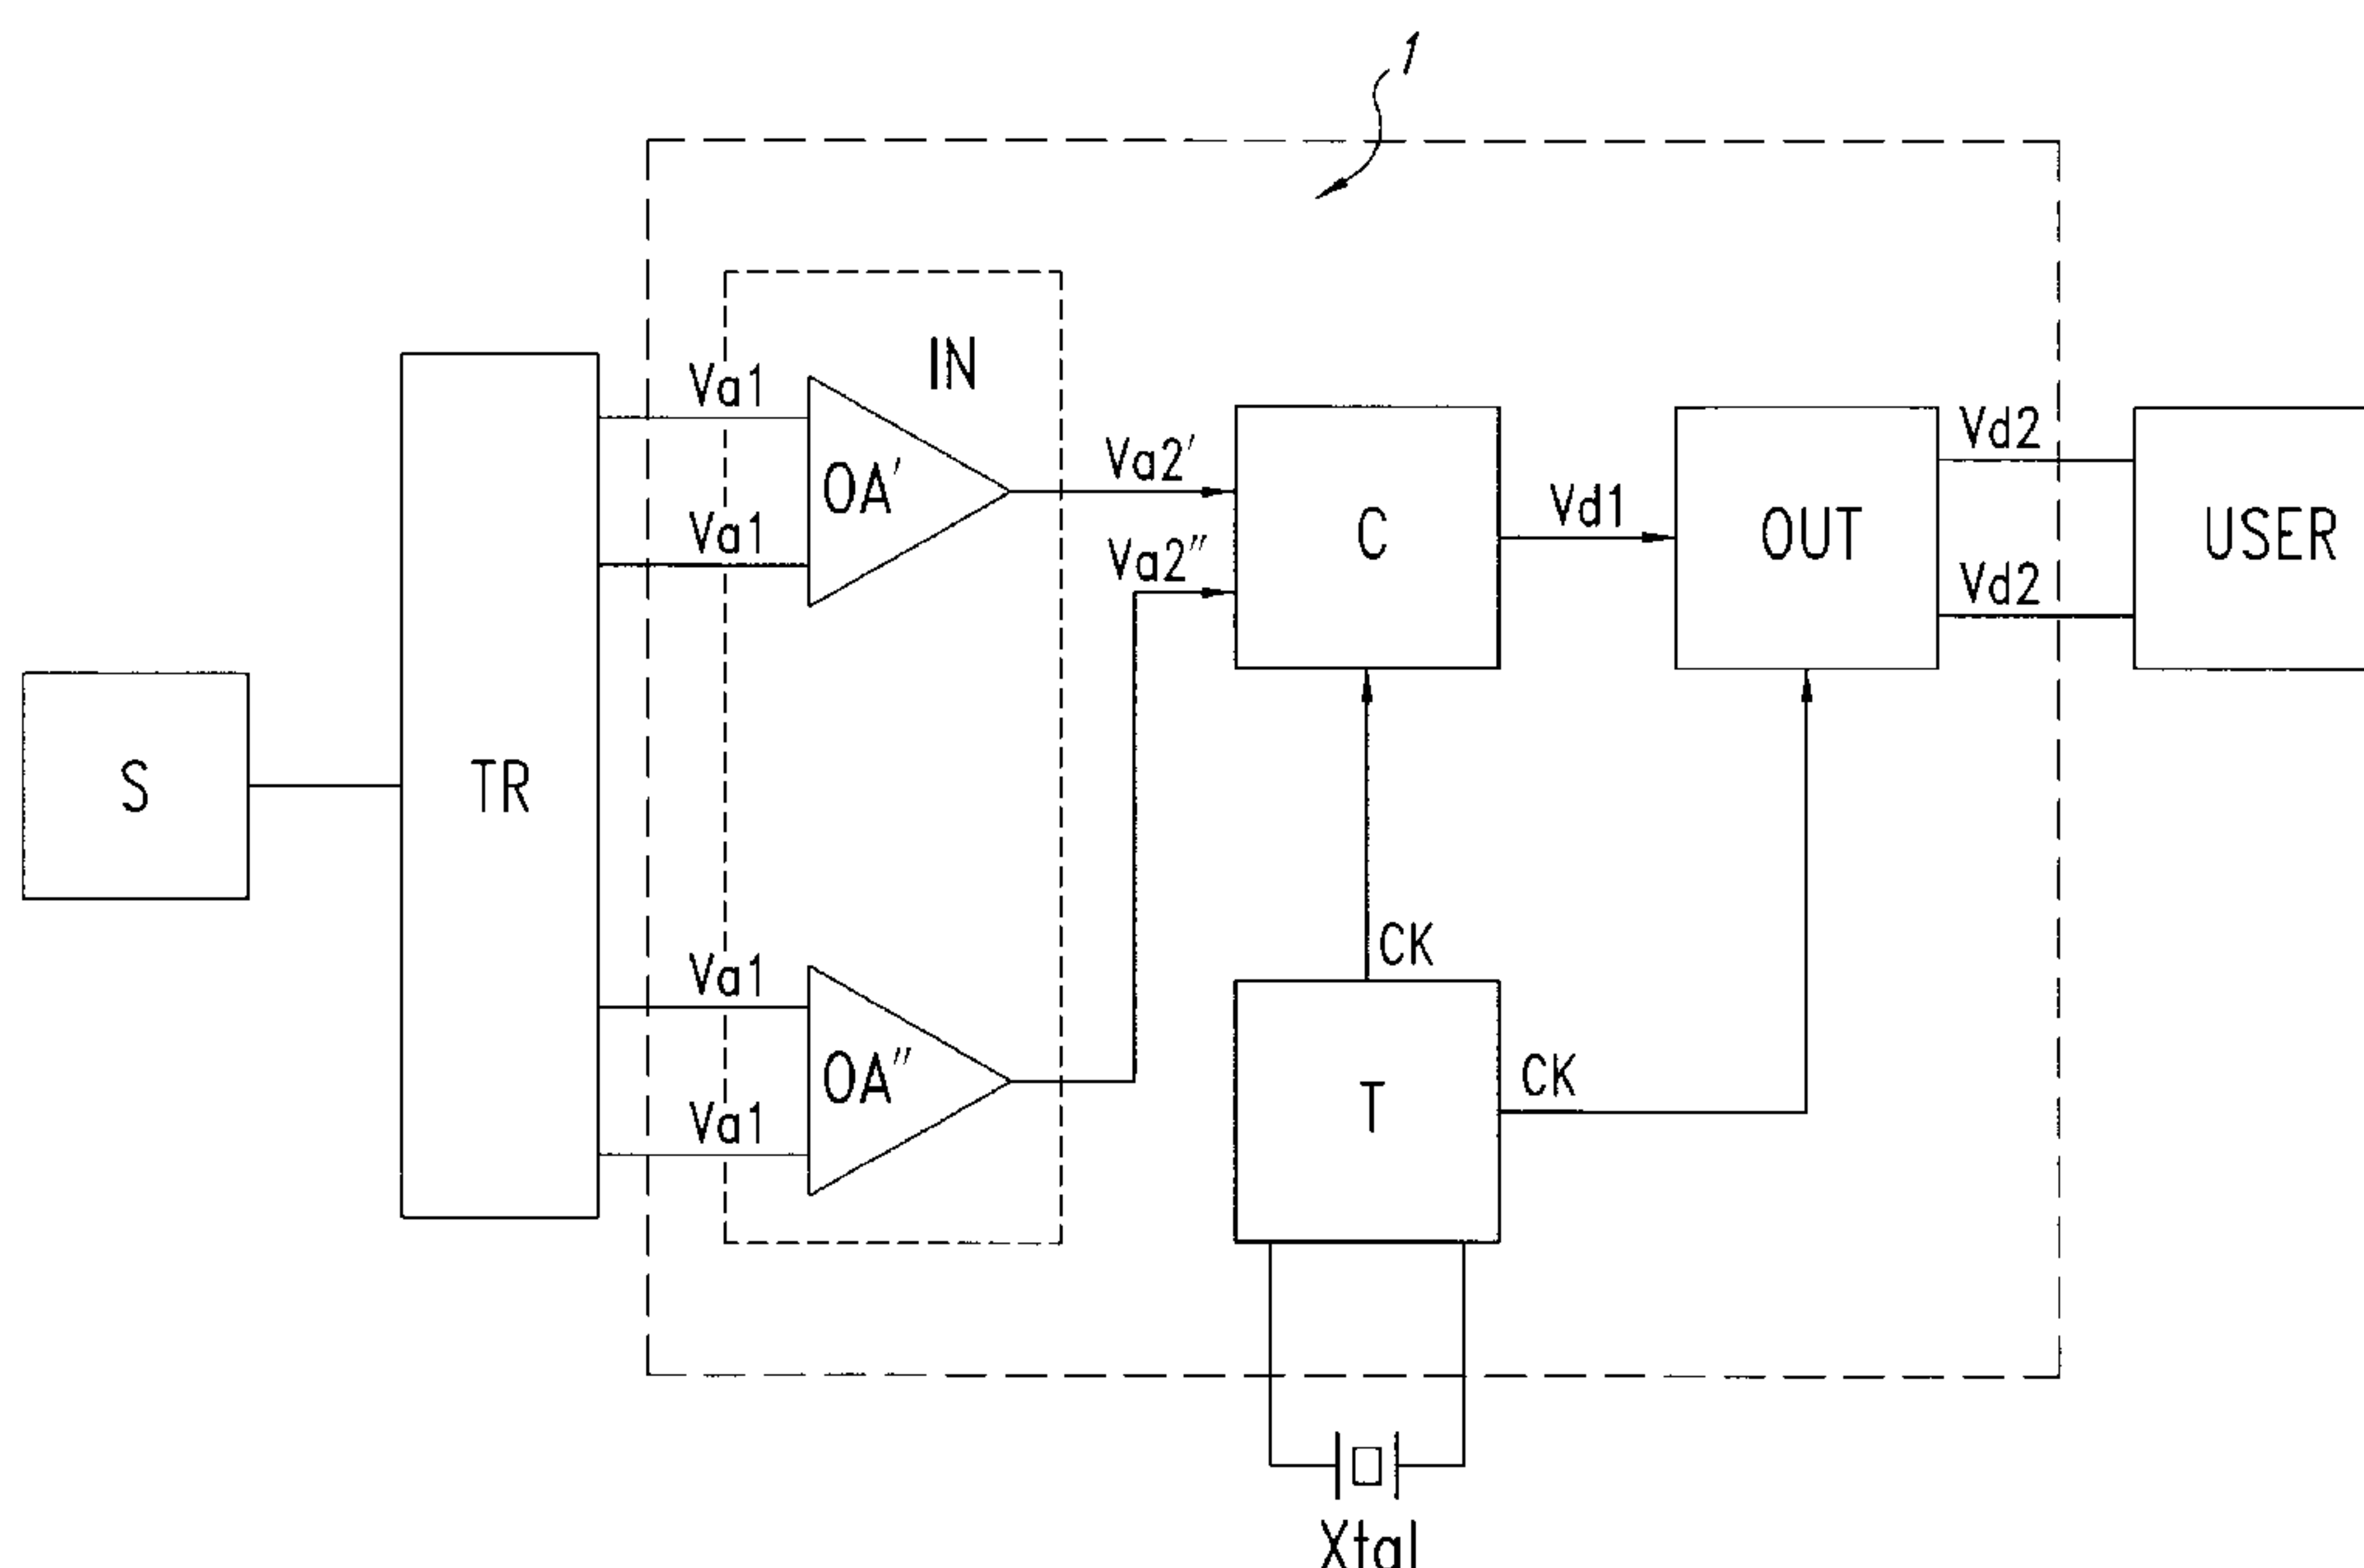 1
IN
Va1
OA'
Va1
Va2'
Va2"
C
Vd1
OUT
Vd2
Vd2
USER
S
TR
Va1
OA"
Va1
CK
T
CK
Xtal